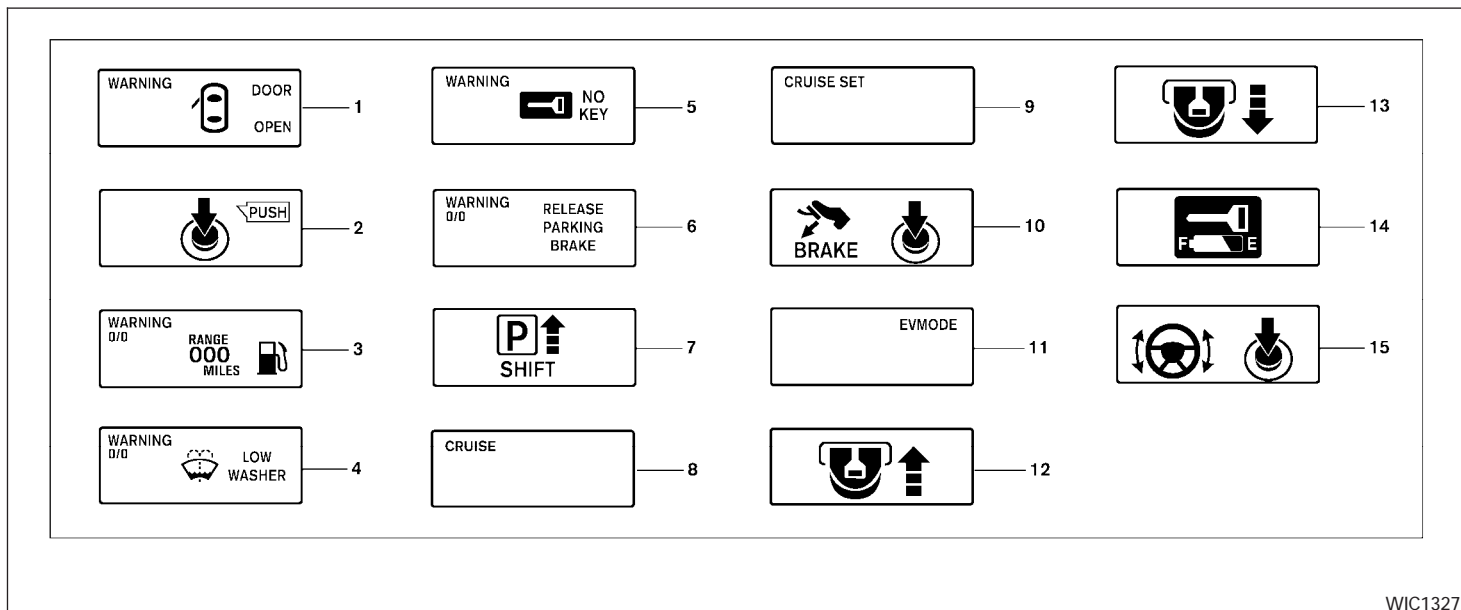 WARNING
DOOR
OPEN
1
PUSH
2
WARNING
0/0
RANGE
000
MILES
3
WARNING
0/0
LOW
WASHER
4
WARNING
NO
KEY
5
WARNING
0/0
RELEASE
PARKING
BRAKE
6
P
SHIFT
7
CRUISE
8
CRUISE SET
9
BRAKE
10
EVMODE
11
12
13
F E
14
15
WIC1327